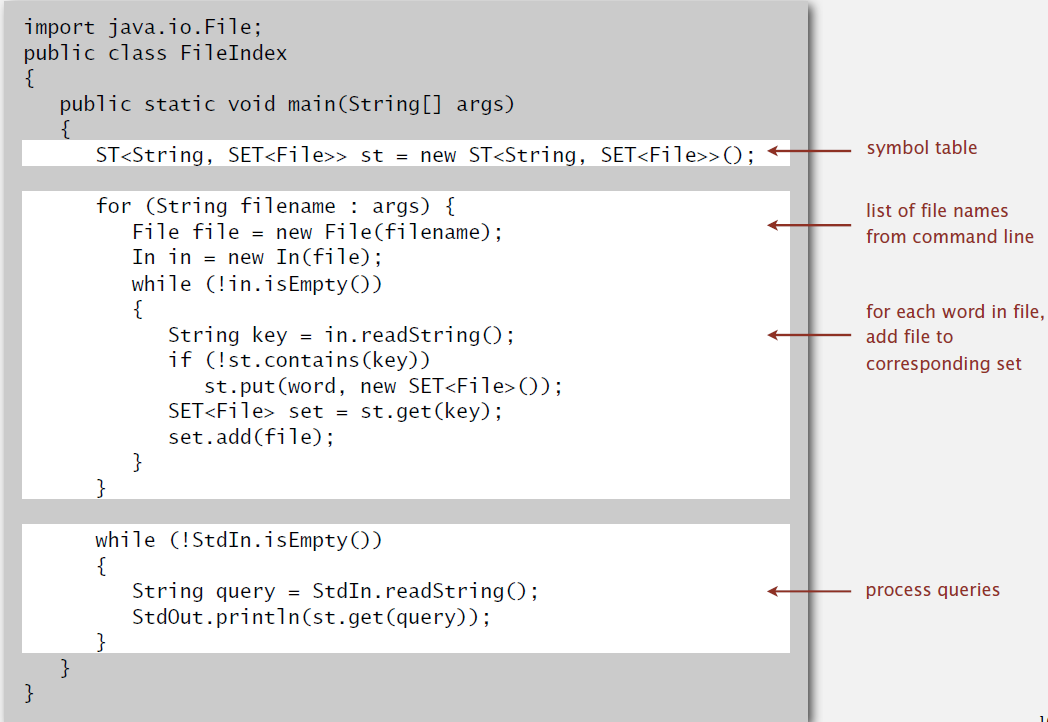 import java.io.File;
public class FileIndex
{
public static void main(String[] args)
{
ST<String, SET<File>> st = new ST<String, SET<File>>();
symbol table
for (String filename : args) {
list of file names
from command line
File file = new File(filename);
In in = new In(file);
while (!in.isEmpty())
{
for each word in file,
add file to
corresponding set
String key = in.readString();
if (!st.contains(key))
st.put(word, new SET<File>());
SET<File> set = st.get(key);
set.add(file);
}
}
while (!StdIn.isEmpty())
{
String query = StdIn.readString();
process queries
StdOut.println(st.get(query));
}
}
}